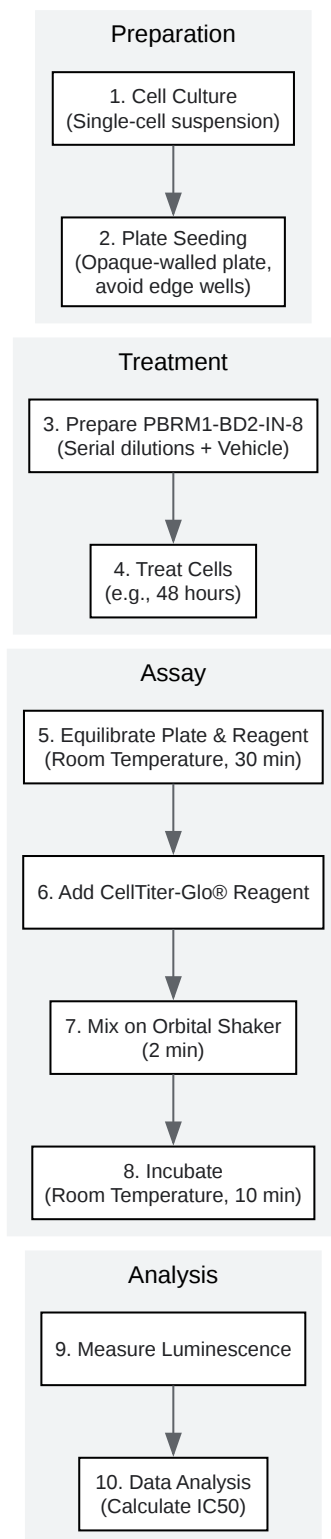 Preparation
1. Cell Culture
(Single-cell suspension)
2. Plate Seeding
(Opaque-walled plate,
avoid edge wells)
Treatment
3. Prepare PBRM1-BD2-IN-8
(Serial dilutions + Vehicle)
4. Treat Cells
(e.g., 48 hours)
Assay
5. Equilibrate Plate & Reagent
(Room Temperature, 30 min)
6. Add CellTiter-Glo® Reagent
7. Mix on Orbital Shaker
(2 min)
8. Incubate
(Room Temperature, 10 min)
Analysis
9. Measure Luminescence
10. Data Analysis
(Calculate IC50)